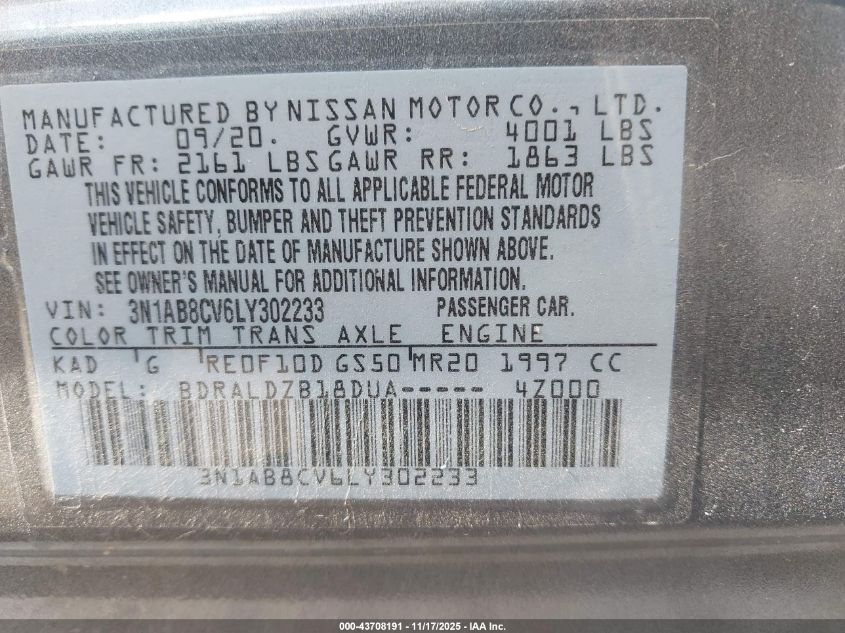 MANUFACTURED BY NISSAN MOTOR CO., LTD.
DATE: 09/20. GVWR: 4001 LBS
GAWR FR: 2161 LBS GAWR RR: 1863 LBS
THIS VEHICLE CONFORMS TO ALL APPLICABLE FEDERAL MOTOR
VEHICLE SAFETY, BUMPER AND THEFT PREVENTION STANDARDS
IN EFFECT ON THE DATE OF MANUFACTURE SHOWN ABOVE.
SEE OWNER'S MANUAL FOR ADDITIONAL INFORMATION.
VIN: 3N1AB8CV6LY302233 PASSENGER CAR.
COLOR TRIM TRANS AXLE ENGINE
KAD G RE0F10D GS50 MR20 1997 CC
MODEL: BDRALDZB18DUA----- 4Z000
3N1AB8CV6LY302233
000-43708191 - 11/17/2025 - IAA Inc.